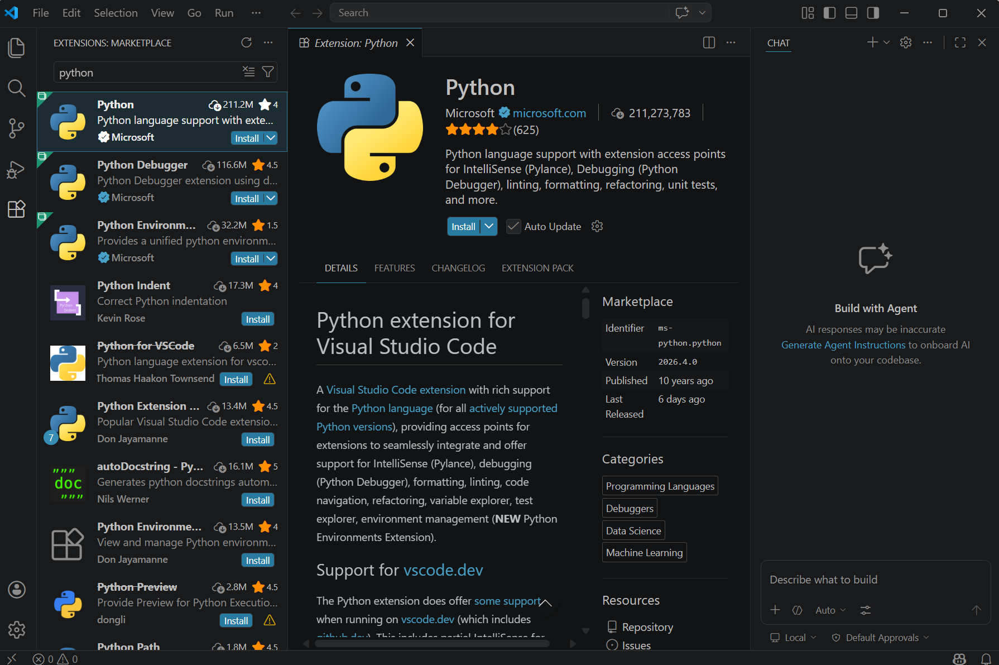 File Edit Selection View Go Run ···
Search
EXTENSIONS: MARKETPLACE
python
Python 211.2M 4
Python language support with exte...
Microsoft Install
Python Debugger 116.6M 4.5
Python Debugger extension using d...
Microsoft Install
Python Environm... 32.2M 1.5
Provides a unified python environm...
Microsoft Install
Python Indent 17.3M 4
Correct Python indentation
Kevin Rose Install
Python for VSCode 6.5M 2
Python language extension for vsco...
Thomas Haakon Townsend Install
Python Extension ... 13.4M 4.5
Popular Visual Studio Code extensio...
7
Don Jayamanne Install
autoDocstring - Py... 16.1M 5
Generates python docstrings autom...
Nils Werner Install
"""
doc
"""
Python Environme... 13.5M 4
View and manage Python environm...
Don Jayamanne Install
Python Preview 2.8M 4.5
Provide Preview for Python Executio...
dongli Install
Python Path 1.8M 4.5
Extension: Python
Python
Microsoft microsoft.com 211,273,783
(625)
Python language support with extension access points
for IntelliSense (Pylance), Debugging (Python
Debugger), linting, formatting, refactoring, unit tests,
and more.
Install Auto Update
DETAILS FEATURES CHANGELOG EXTENSION PACK
Python extension for
Visual Studio Code
A Visual Studio Code extension with rich support
for the Python language (for all actively supported
Python versions), providing access points for
extensions to seamlessly integrate and offer
support for IntelliSense (Pylance), debugging
(Python Debugger), formatting, linting, code
navigation, refactoring, variable explorer, test
explorer, environment management (NEW Python
Environments Extension).
Support for vscode.dev
The Python extension does offer some support
when running on vscode.dev (which includes
github.dev). This includes partial IntelliSense for
Marketplace
Identifier ms-
python.python
Version 2026.4.0
Published 10 years ago
Last 6 days ago
Released
Categories
Programming Languages
Debuggers
Data Science
Machine Learning
Resources
Repository
Issues
CHAT
Build with Agent
AI responses may be inaccurate
Generate Agent Instructions to onboard AI
onto your codebase.
Describe what to build
Auto
Local Default Approvals
0 0